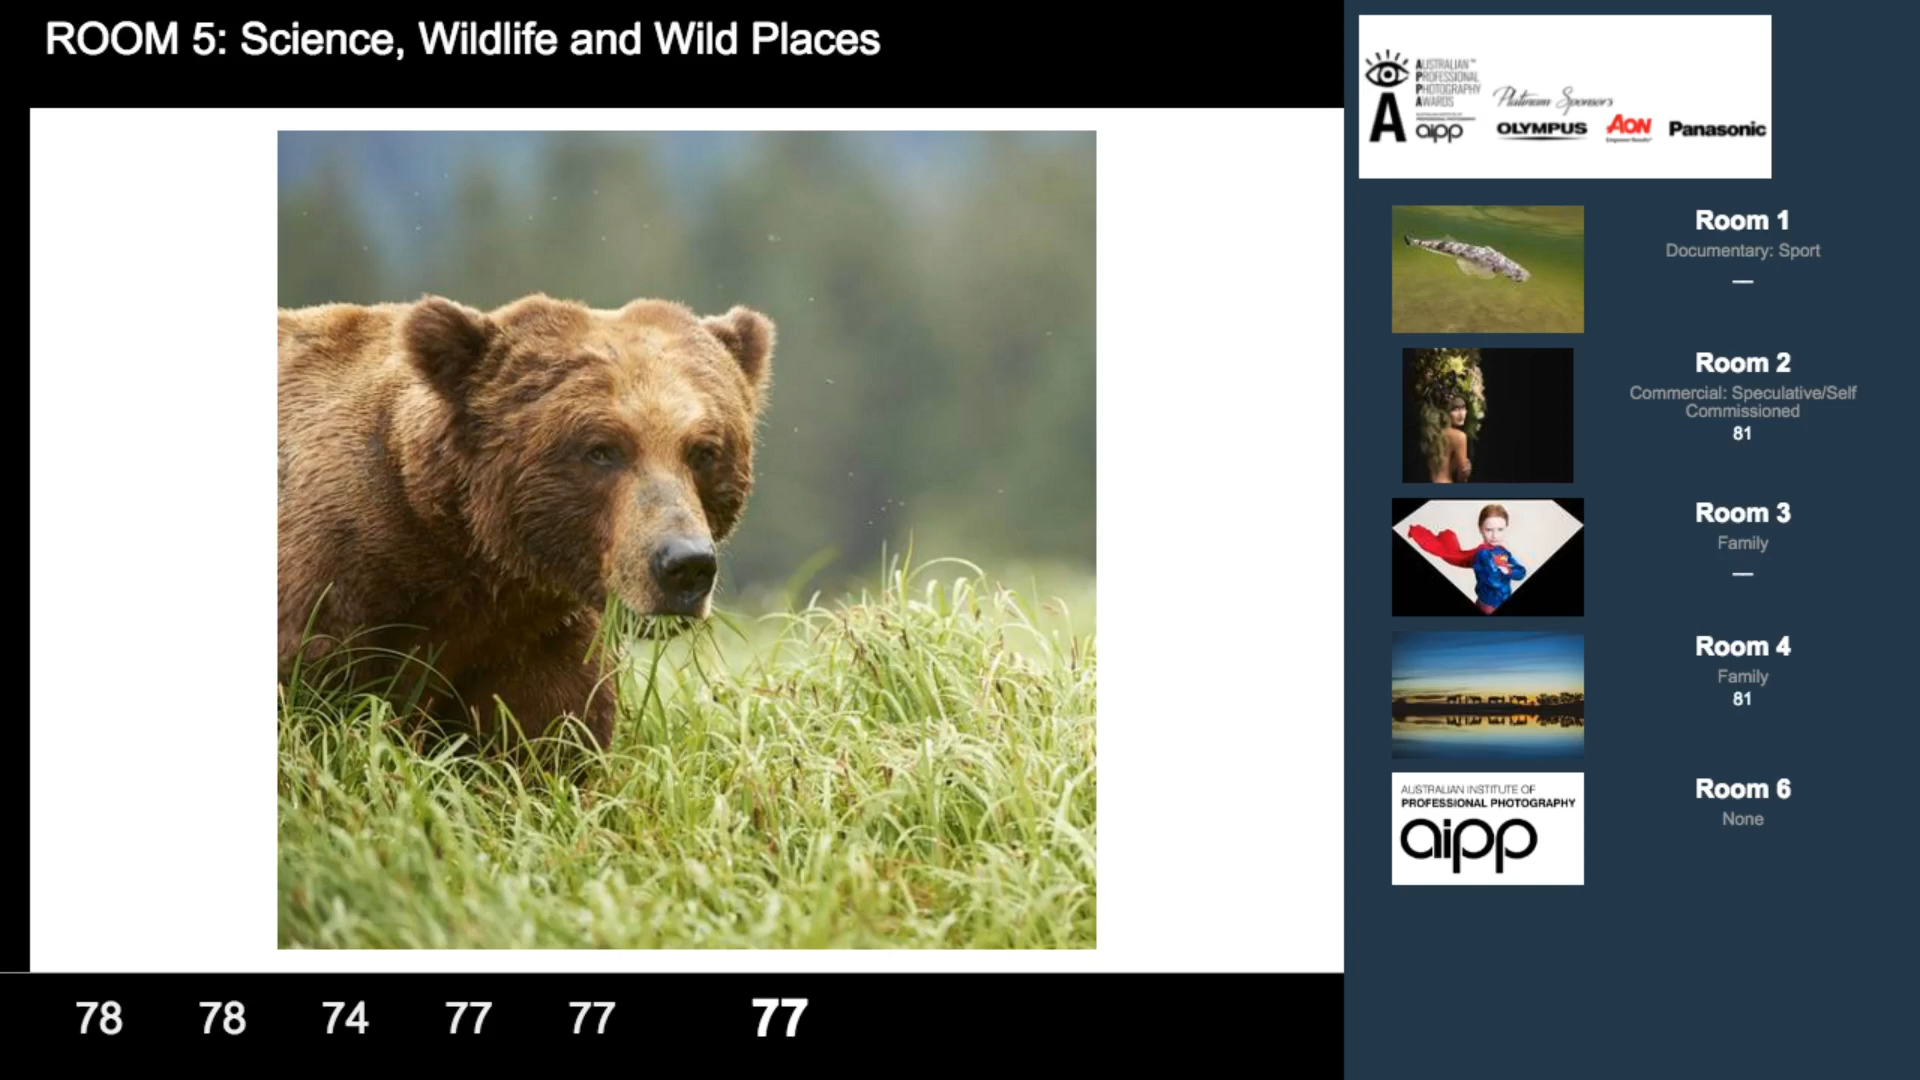 ROOM 5: Science, Wildlife and Wild Places
78 78 74 77 77 77
AUSTRALIAN™
PROFESSIONAL
PHOTOGRAPHY
AWARDS
A
aipp
Platinum Sponsors
OLYMPUS AON Panasonic
Room 1
Documentary: Sport
—
Room 2
Commercial: Speculative/Self
Commissioned
81
Room 3
Family
—
Room 4
Family
81
AUSTRALIAN INSTITUTE OF
PROFESSIONAL PHOTOGRAPHY
aipp
Room 6
None